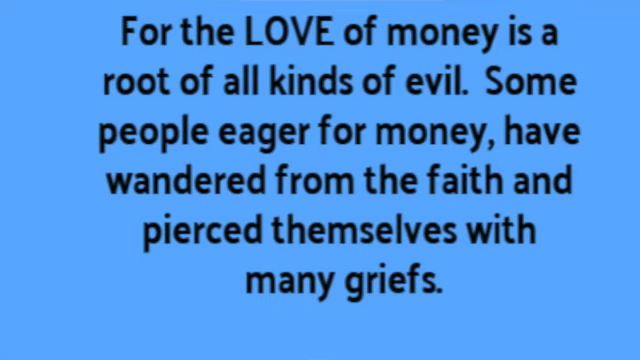 For the LOVE of money is a
root of all kinds of evil.  Some
people eager for money, have
wandered from the faith and
pierced themselves with
many griefs.